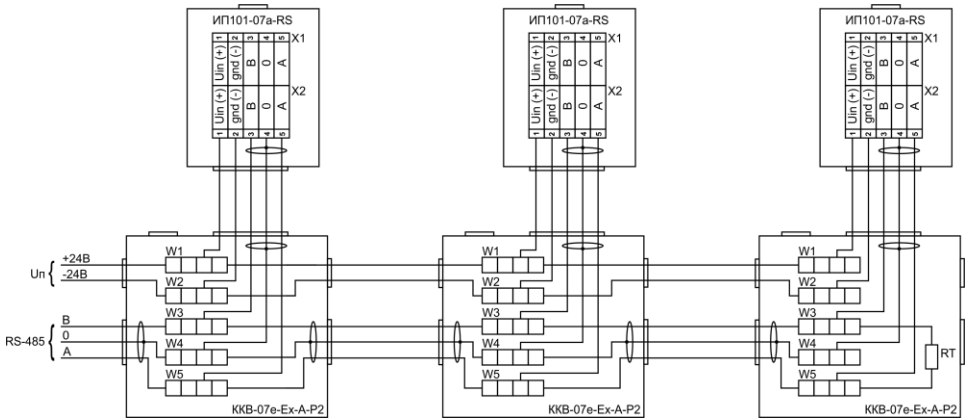 ИП101-07а-RS
X1
1 2 3 4 5
Uin (+) gnd (-) B 0 A
X2
Uin (+) gnd (-) B 0 A
1 2 3 4 5
ИП101-07а-RS
X1
1 2 3 4 5
Uin (+) gnd (-) B 0 A
X2
Uin (+) gnd (-) B 0 A
1 2 3 4 5
ИП101-07а-RS
X1
1 2 3 4 5
Uin (+) gnd (-) B 0 A
X2
Uin (+) gnd (-) B 0 A
1 2 3 4 5
Uп
+24В
-24В
RS-485
B
0
A
W1
W2
W3
W4
W5
ККВ-07е-Ex-А-Р2
W1
W2
W3
W4
W5
ККВ-07е-Ex-А-Р2
W1
W2
W3
W4
W5
RT
ККВ-07е-Ex-А-Р2